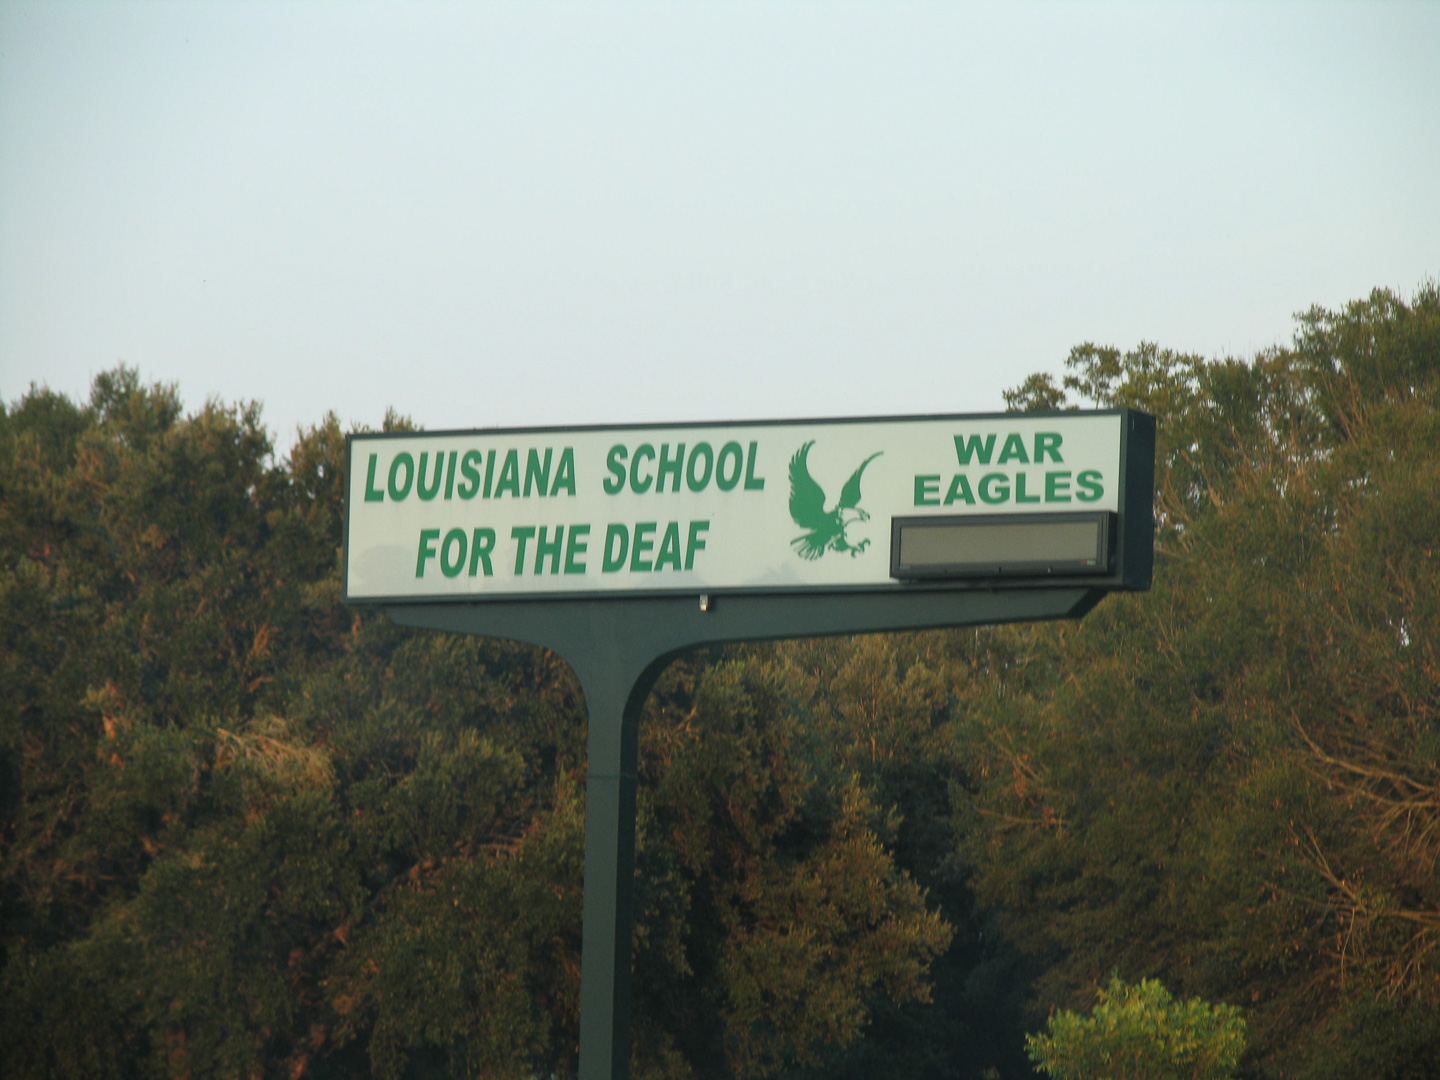 LOUISIANA SCHOOL
FOR THE DEAF
WAR
EAGLES